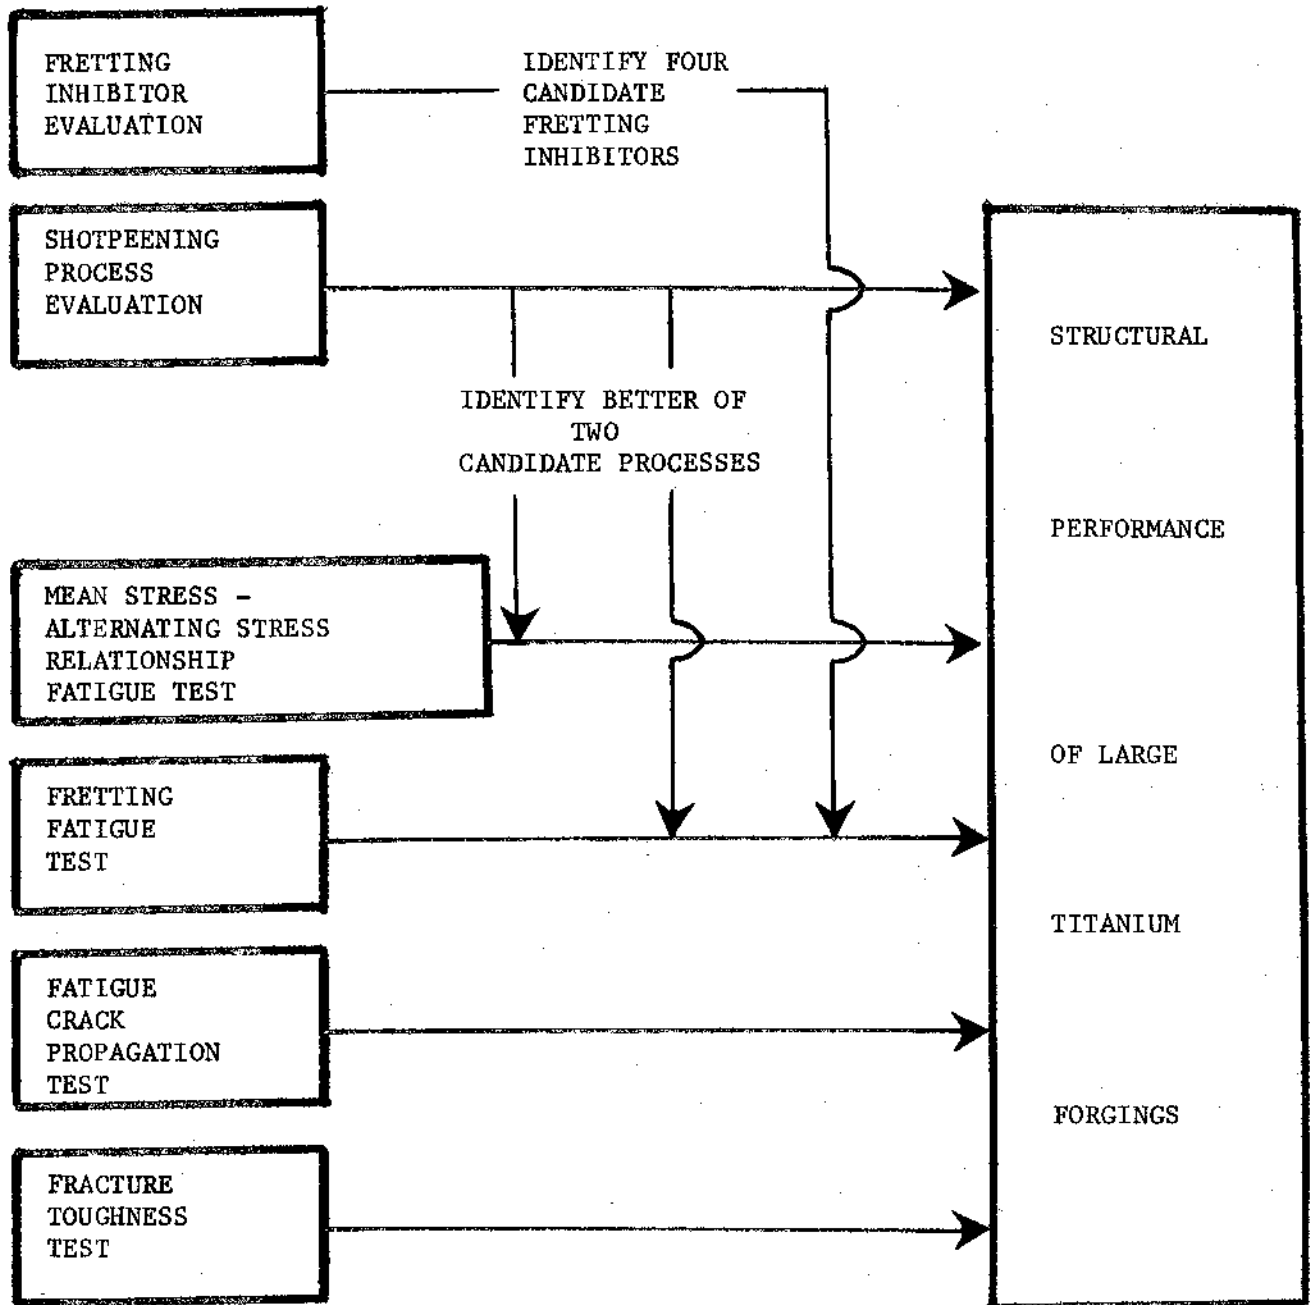 FRETTING
INHIBITOR
EVALUATION
IDENTIFY FOUR
CANDIDATE
FRETTING
INHIBITORS
SHOTPEENING
PROCESS
EVALUATION
IDENTIFY BETTER OF
TWO
CANDIDATE PROCESSES
MEAN STRESS -
ALTERNATING STRESS
RELATIONSHIP
FATIGUE TEST
FRETTING
FATIGUE
TEST
FATIGUE
CRACK
PROPAGATION
TEST
FRACTURE
TOUGHNESS
TEST
STRUCTURAL
PERFORMANCE
OF LARGE
TITANIUM
FORGINGS